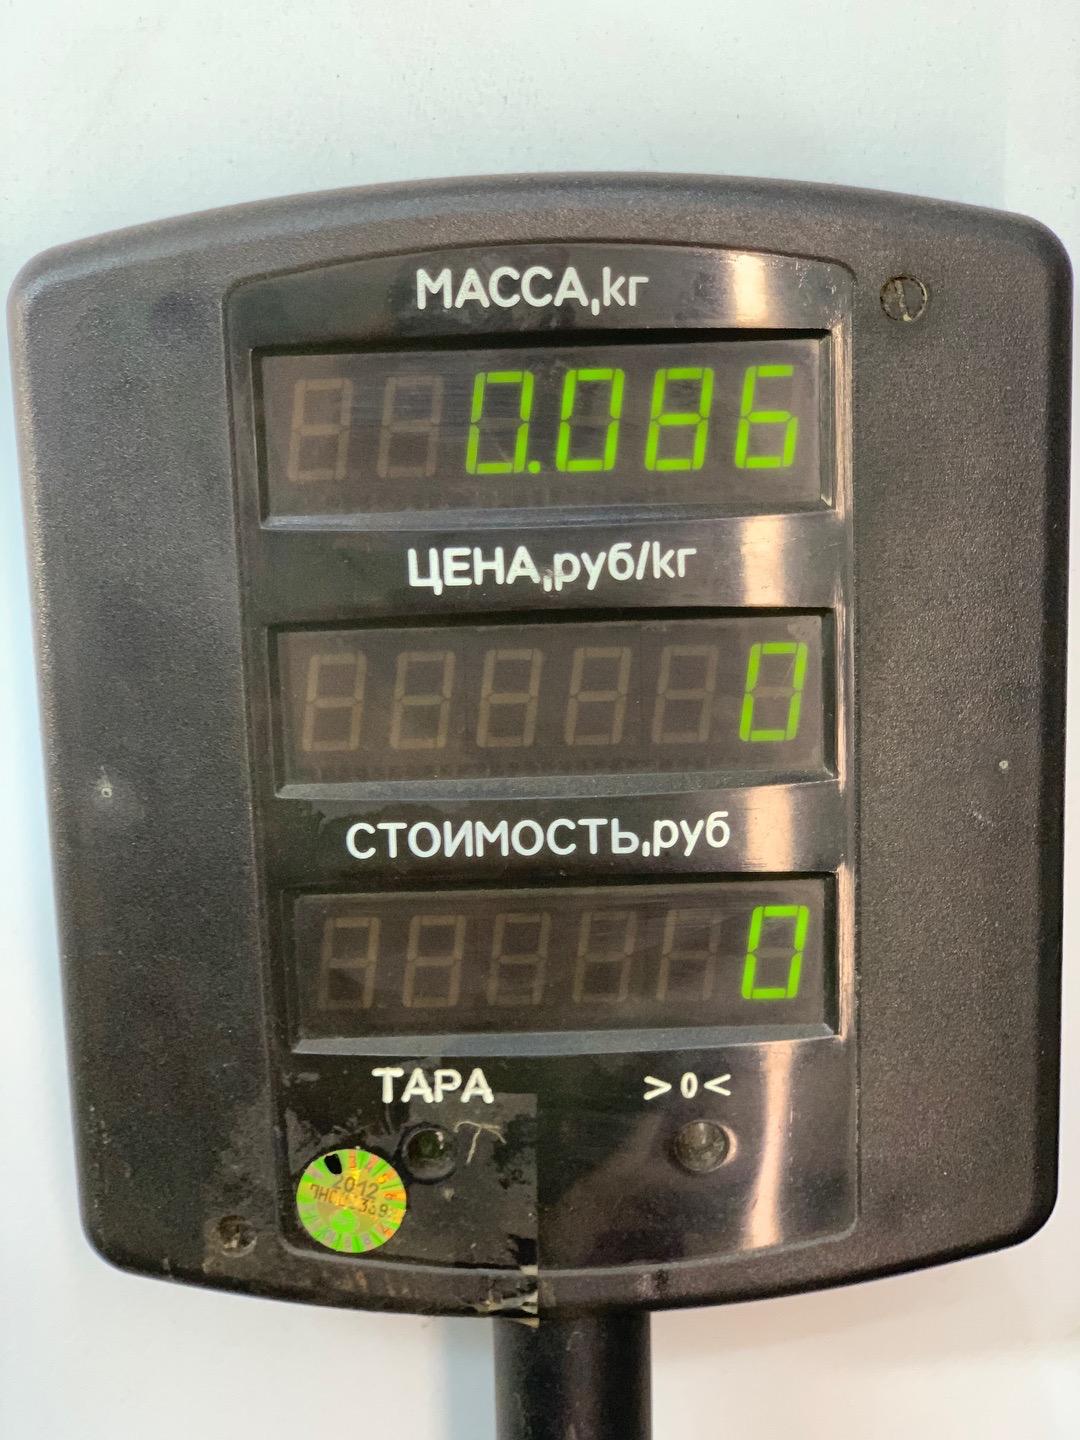 МАССА,кг
0.086
ЦЕНА,руб/кг
0
СТОИМОСТЬ,руб
0
ТАРА >0<
2012